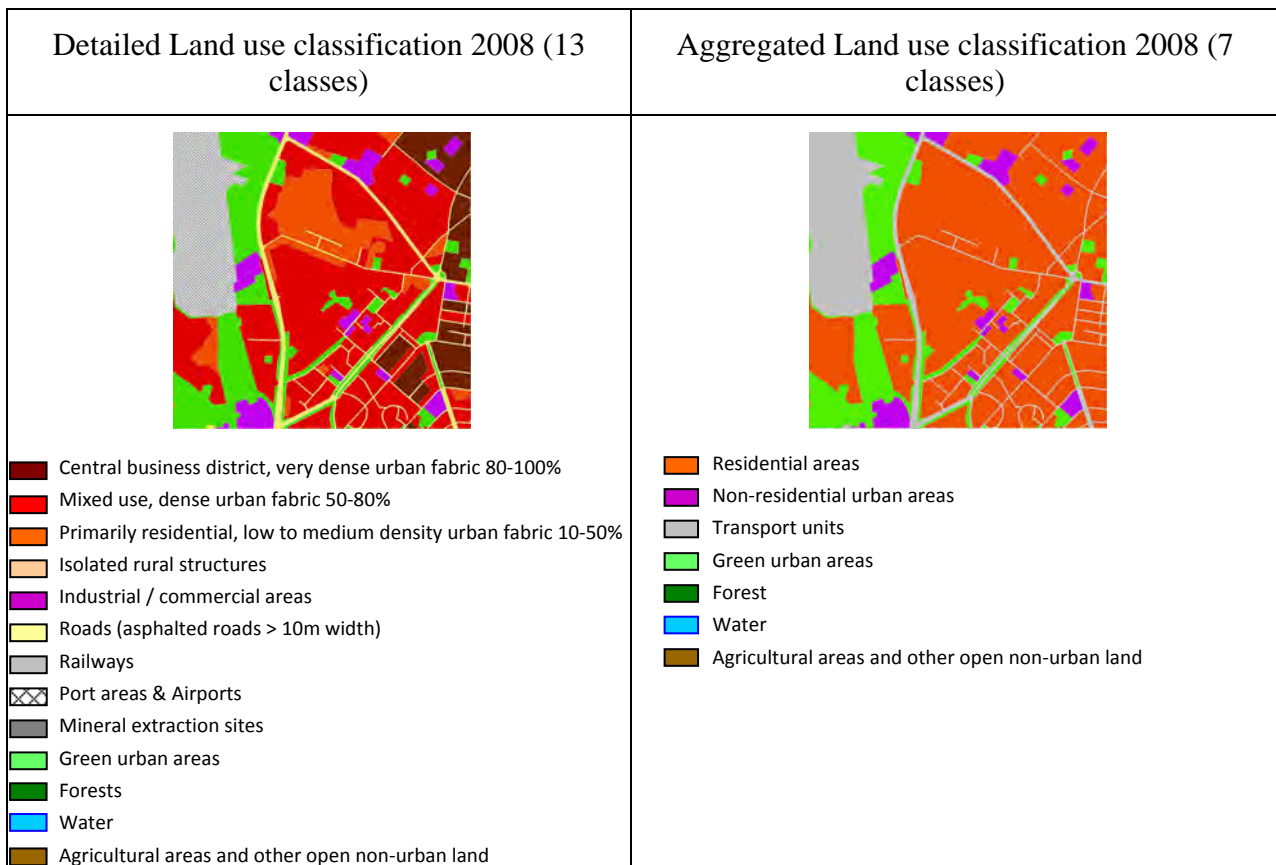 Detailed Land use classification 2008 (13
classes)
Aggregated Land use classification 2008 (7
classes)
Central business district, very dense urban fabric 80-100%
Mixed use, dense urban fabric 50-80%
Primarily residential, low to medium density urban fabric 10-50%
Isolated rural structures
Industrial / commercial areas
Roads (asphalted roads > 10m width)
Railways
Port areas & Airports
Mineral extraction sites
Green urban areas
Forests
Water
Agricultural areas and other open non-urban land
Residential areas
Non-residential urban areas
Transport units
Green urban areas
Forest
Water
Agricultural areas and other open non-urban land